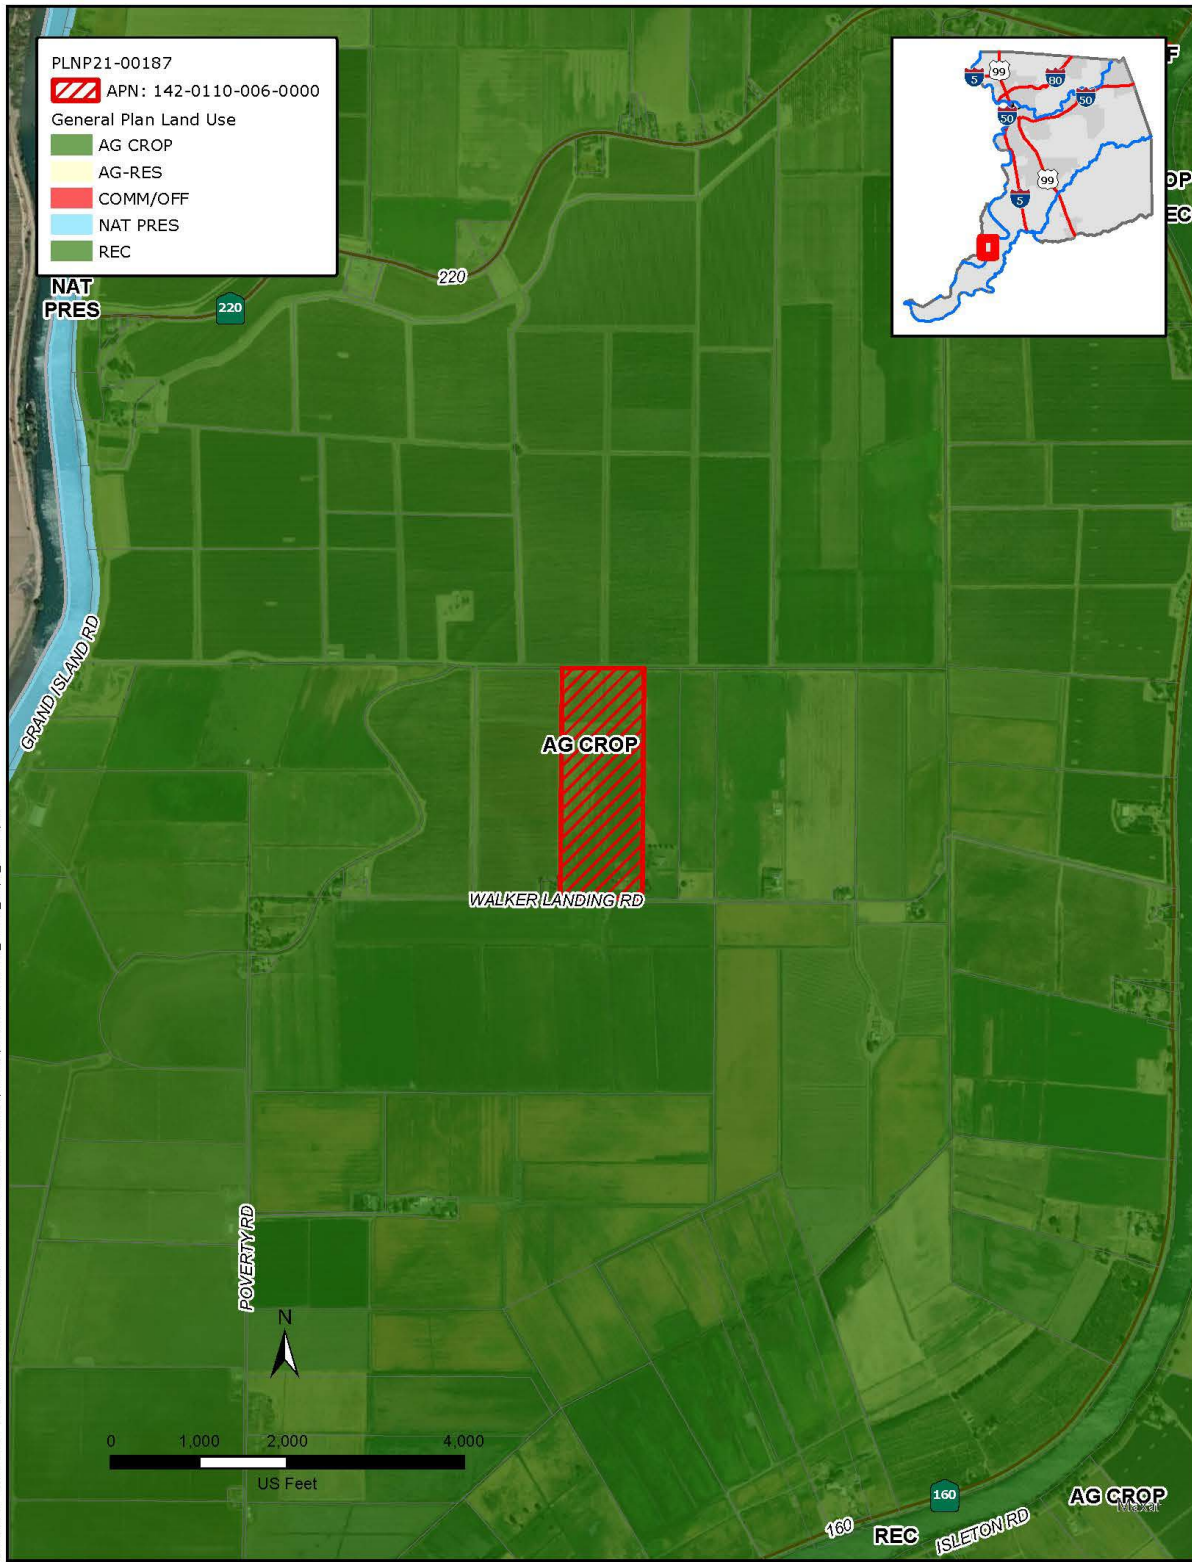 PLNP21-00187
APN: 142-0110-006-0000
General Plan Land Use
AG CROP
AG-RES
COMM/OFF
NAT PRES
REC
5
99
80
50
50
99
5
F
OP
EC
NAT
PRES
220
220
GRAND ISLAND RD
AG CROP
WALKER LANDING RD
POVERTY RD
N
0 1,000 2,000 4,000
US Feet
160
160
REC
ISLETON RD
AG CROP
Maxar